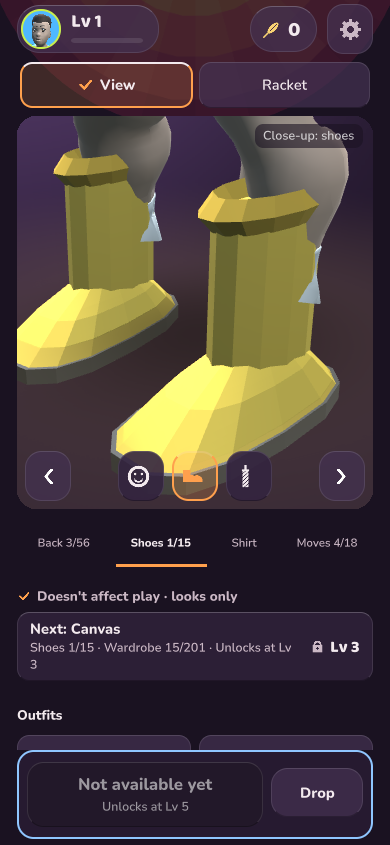 Lv 1
0
View
Racket
Close-up: shoes
Back 3/56
Shoes 1/15
Shirt
Moves 4/18
Doesn't affect play · looks only
Next: Canvas
Shoes 1/15 · Wardrobe 15/201 · Unlocks at Lv
3
Lv 3
Outfits
Not available yet
Unlocks at Lv 5
Drop